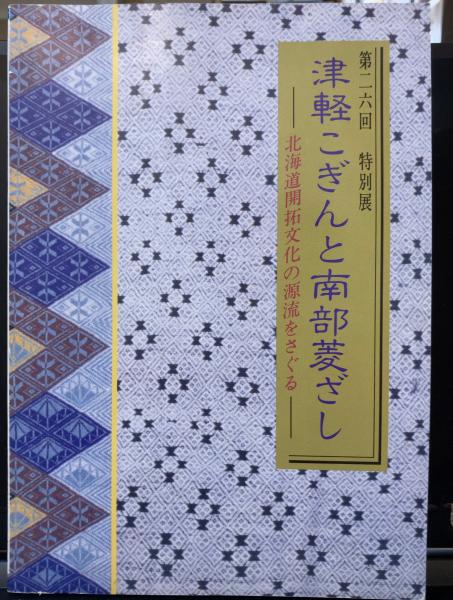 第二六回　特別展
津軽こぎんと南部菱ざし
―北海道開拓文化の源流をさぐる―